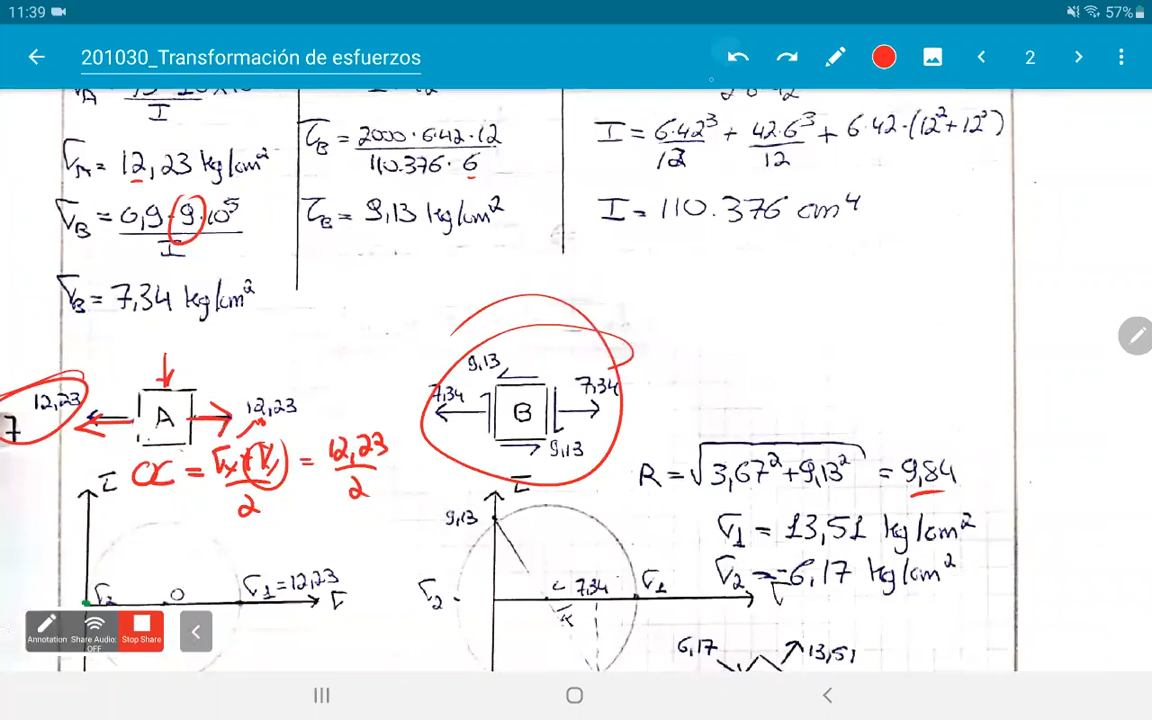 11:39
57%
201030_Transformación de esfuerzos
2
I
σA = 12,23 kg/cm²
σB = 0,9·9·10⁵
I
σB = 7,34 kg/cm²
τB = 2000·6·42·12
110.376·6
τB = 9,13 kg/cm²
I = 6·42³ + 42·6³ + 6·42·(12²+12²)
12 12
I = 110.376 cm⁴
12,23
A
12,23
OC = σx+σy = 12,23
2 2
τ
σ2
O
σ1 = 12,23
σ
9,13
7,34
B
7,34
9,13
τ
9,13
σ2
C
7,34
σ1
σ
R = √3,67²+9,13² = 9,84
σ1 = 13,51 kg/cm²
σ2 = -6,17 kg/cm²
6,17
13,51
Annotation
Share Audio: OFF
Stop Share